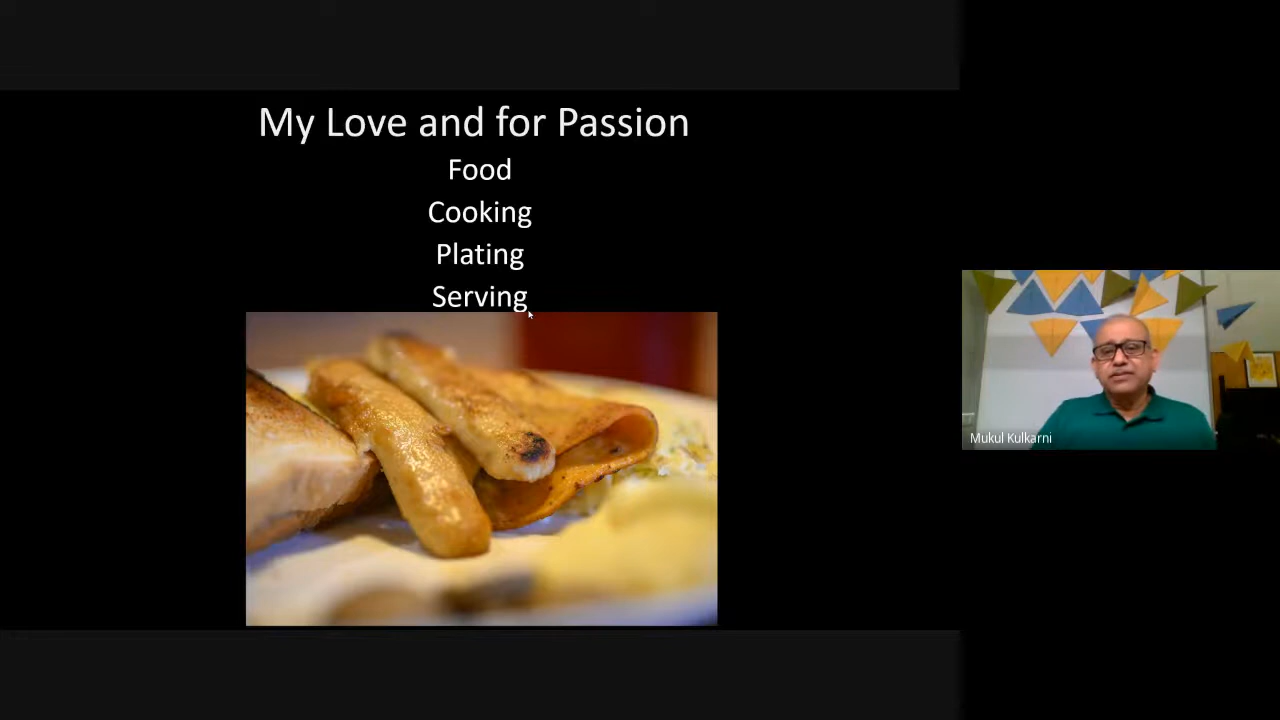 My Love and for Passion
Food
Cooking
Plating
Serving
Mukul Kulkarni